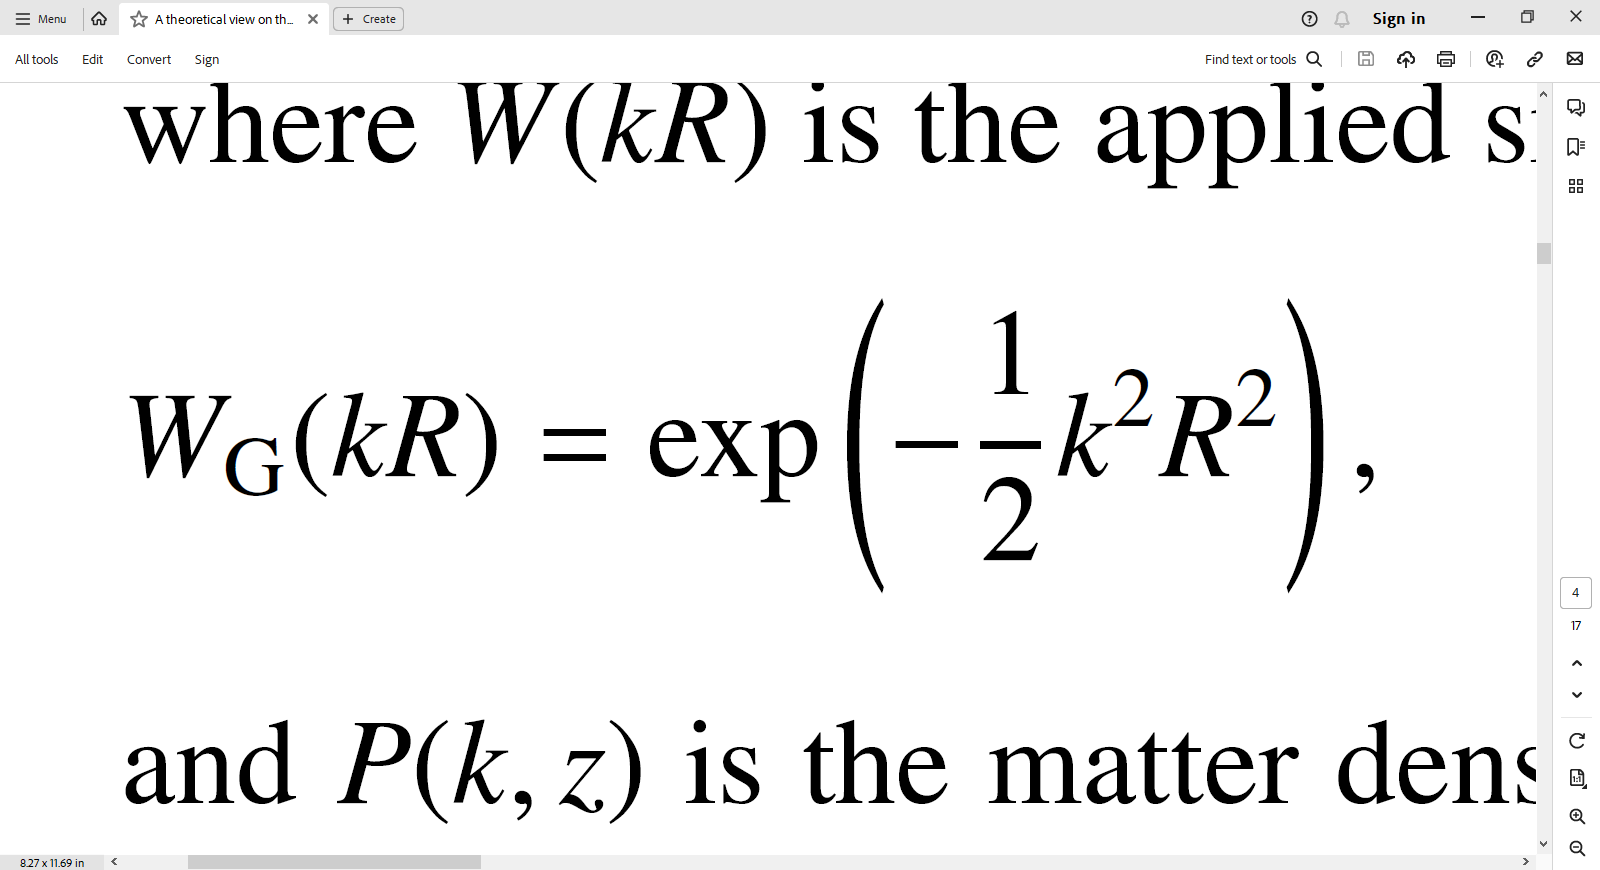 Menu
A theoretical view on th...
Create
Sign in
All tools Edit Convert Sign
Find text or tools
where W(kR) is the applied
W_G(kR) = exp(−1/2 k²R²),
and P(k, z) is the matter dens
4
17
8.27 x 11.69 in